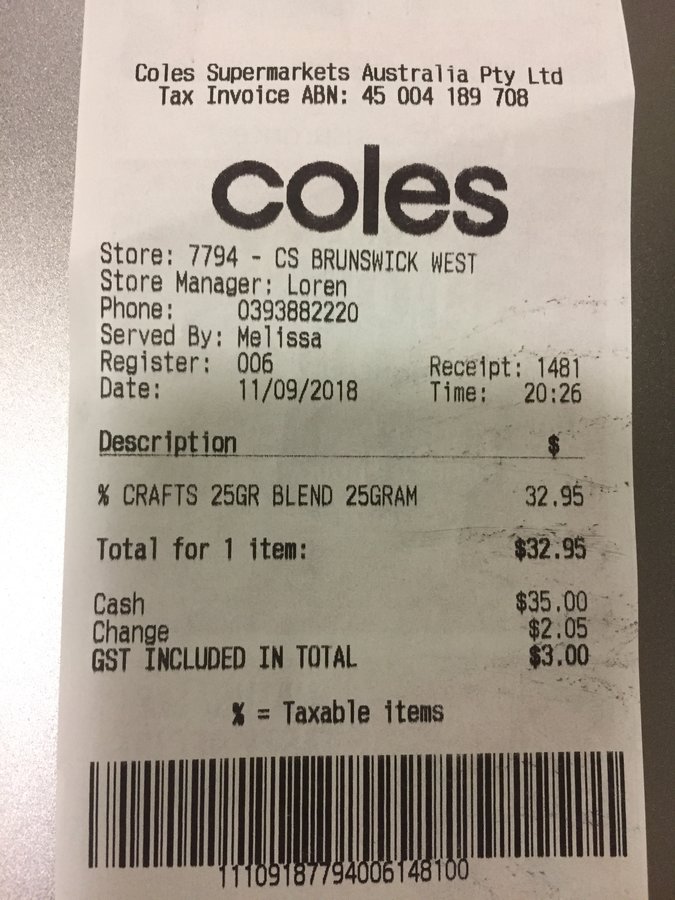 Coles Supermarkets Australia Pty Ltd
Tax Invoice ABN: 45 004 189 708
coles
Store: 7794 - CS BRUNSWICK WEST
Store Manager: Loren
Phone: 0393882220
Served By: Melissa
Register: 006 Receipt: 1481
Date: 11/09/2018 Time: 20:26
Description $
% CRAFTS 25GR BLEND 25GRAM 32.95
Total for 1 item: $32.95
Cash $35.00
Change $2.05
GST INCLUDED IN TOTAL $3.00
% = Taxable items
11109187794006148100